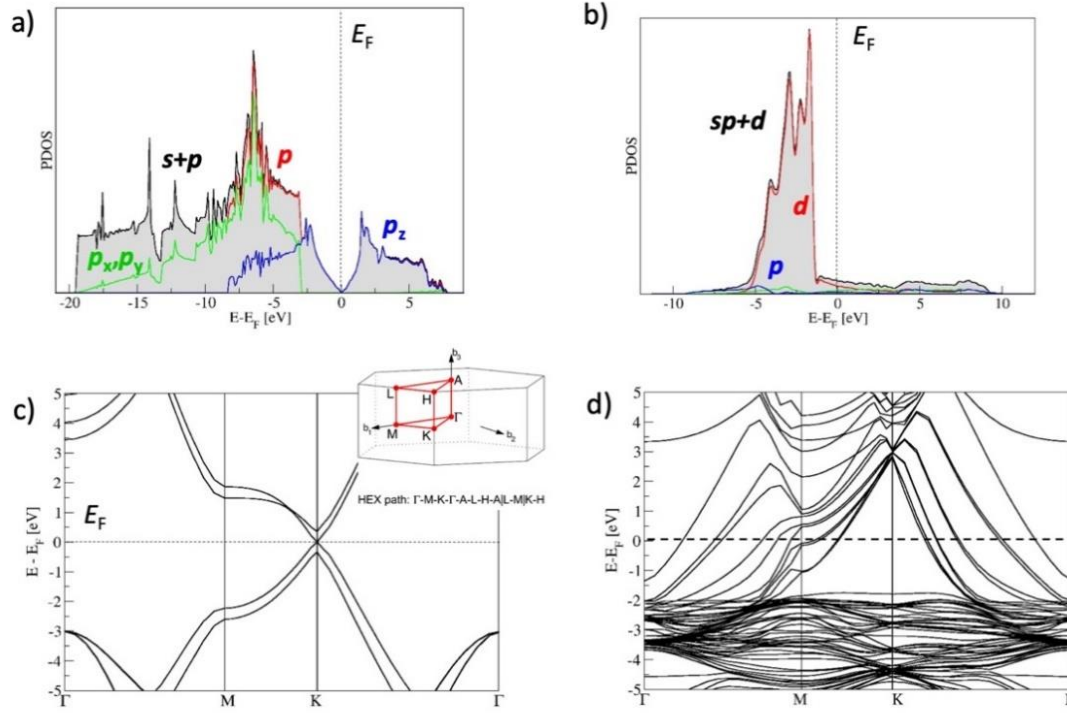 a)
E_F
s+p
p
p_x,p_y
p_z
PDOS
-20 -15 -10 -5 0 5
E-E_F [eV]
b)
E_F
sp+d
d
p
PDOS
-10 -5 0 5 10
E-E_F [eV]
c)
5
4
3
2
1
0
-1
-2
-3
-4
-5
E - E_F [eV]
E_F
Γ M K Γ
b_3
A
L
H
Γ
b_1
M
K
b_2
HEX path: Γ-M-K-Γ-A-L-H-A|L-M|K-H
d)
5
4
3
2
1
0
-1
-2
-3
-4
-5
E-E_F [eV]
Γ M K